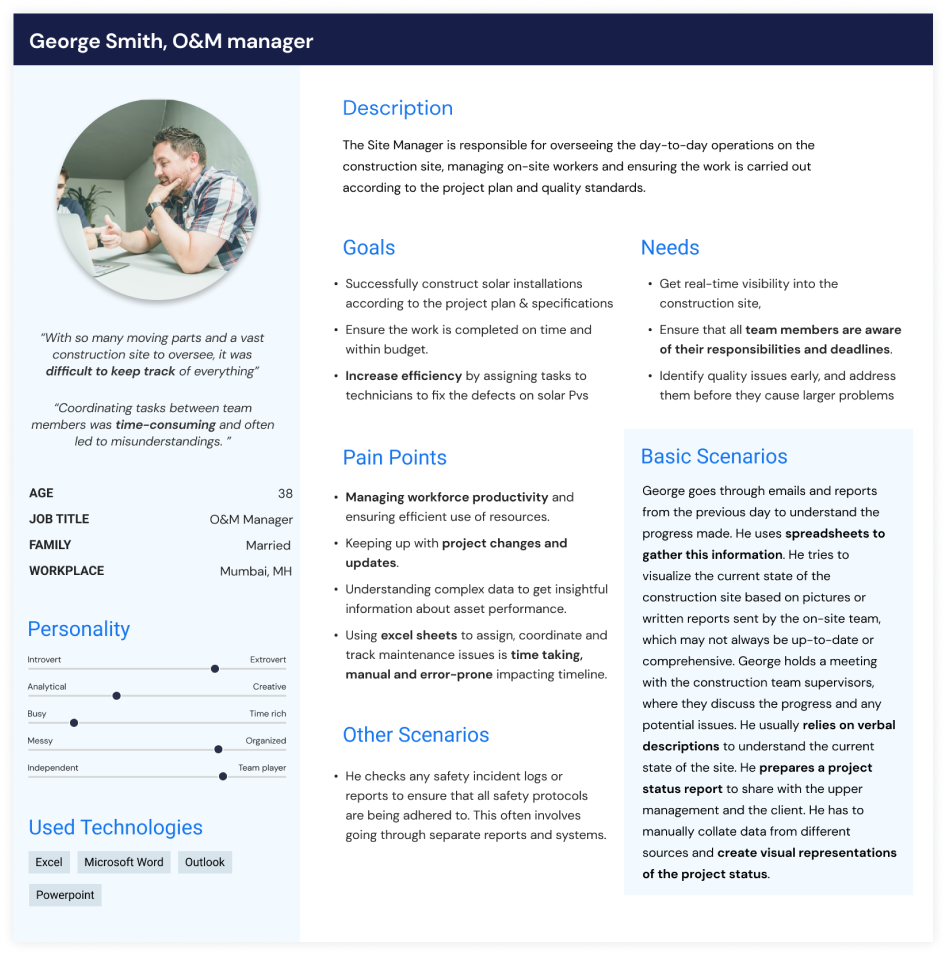 George Smith, O&M manager
“With so many moving parts and a vast
construction site to oversee, it was
difficult to keep track of everything”
“Coordinating tasks between team
members was time-consuming and often
led to misunderstandings. ”
AGE 38
JOB TITLE O&M Manager
FAMILY Married
WORKPLACE Mumbai, MH
Personality
Introvert Extrovert
Analytical Creative
Busy Time rich
Messy Organized
Independent Team player
Used Technologies
Excel Microsoft Word Outlook
Powerpoint
Description
The Site Manager is responsible for overseeing the day-to-day operations on the
construction site, managing on-site workers and ensuring the work is carried out
according to the project plan and quality standards.
Goals
• Successfully construct solar installations
according to the project plan & specifications
• Ensure the work is completed on time and
within budget.
• Increase efficiency by assigning tasks to
technicians to fix the defects on solar Pvs
Needs
• Get real-time visibility into the
construction site,
• Ensure that all team members are aware
of their responsibilities and deadlines.
• Identify quality issues early, and address
them before they cause larger problems
Pain Points
• Managing workforce productivity and
ensuring efficient use of resources.
• Keeping up with project changes and
updates.
• Understanding complex data to get insightful
information about asset performance.
• Using excel sheets to assign, coordinate and
track maintenance issues is time taking,
manual and error-prone impacting timeline.
Other Scenarios
• He checks any safety incident logs or
reports to ensure that all safety protocols
are being adhered to. This often involves
going through separate reports and systems.
Basic Scenarios
George goes through emails and reports
from the previous day to understand the
progress made. He uses spreadsheets to
gather this information. He tries to
visualize the current state of the
construction site based on pictures or
written reports sent by the on-site team,
which may not always be up-to-date or
comprehensive. George holds a meeting
with the construction team supervisors,
where they discuss the progress and any
potential issues. He usually relies on verbal
descriptions to understand the current
state of the site. He prepares a project
status report to share with the upper
management and the client. He has to
manually collate data from different
sources and create visual representations
of the project status.